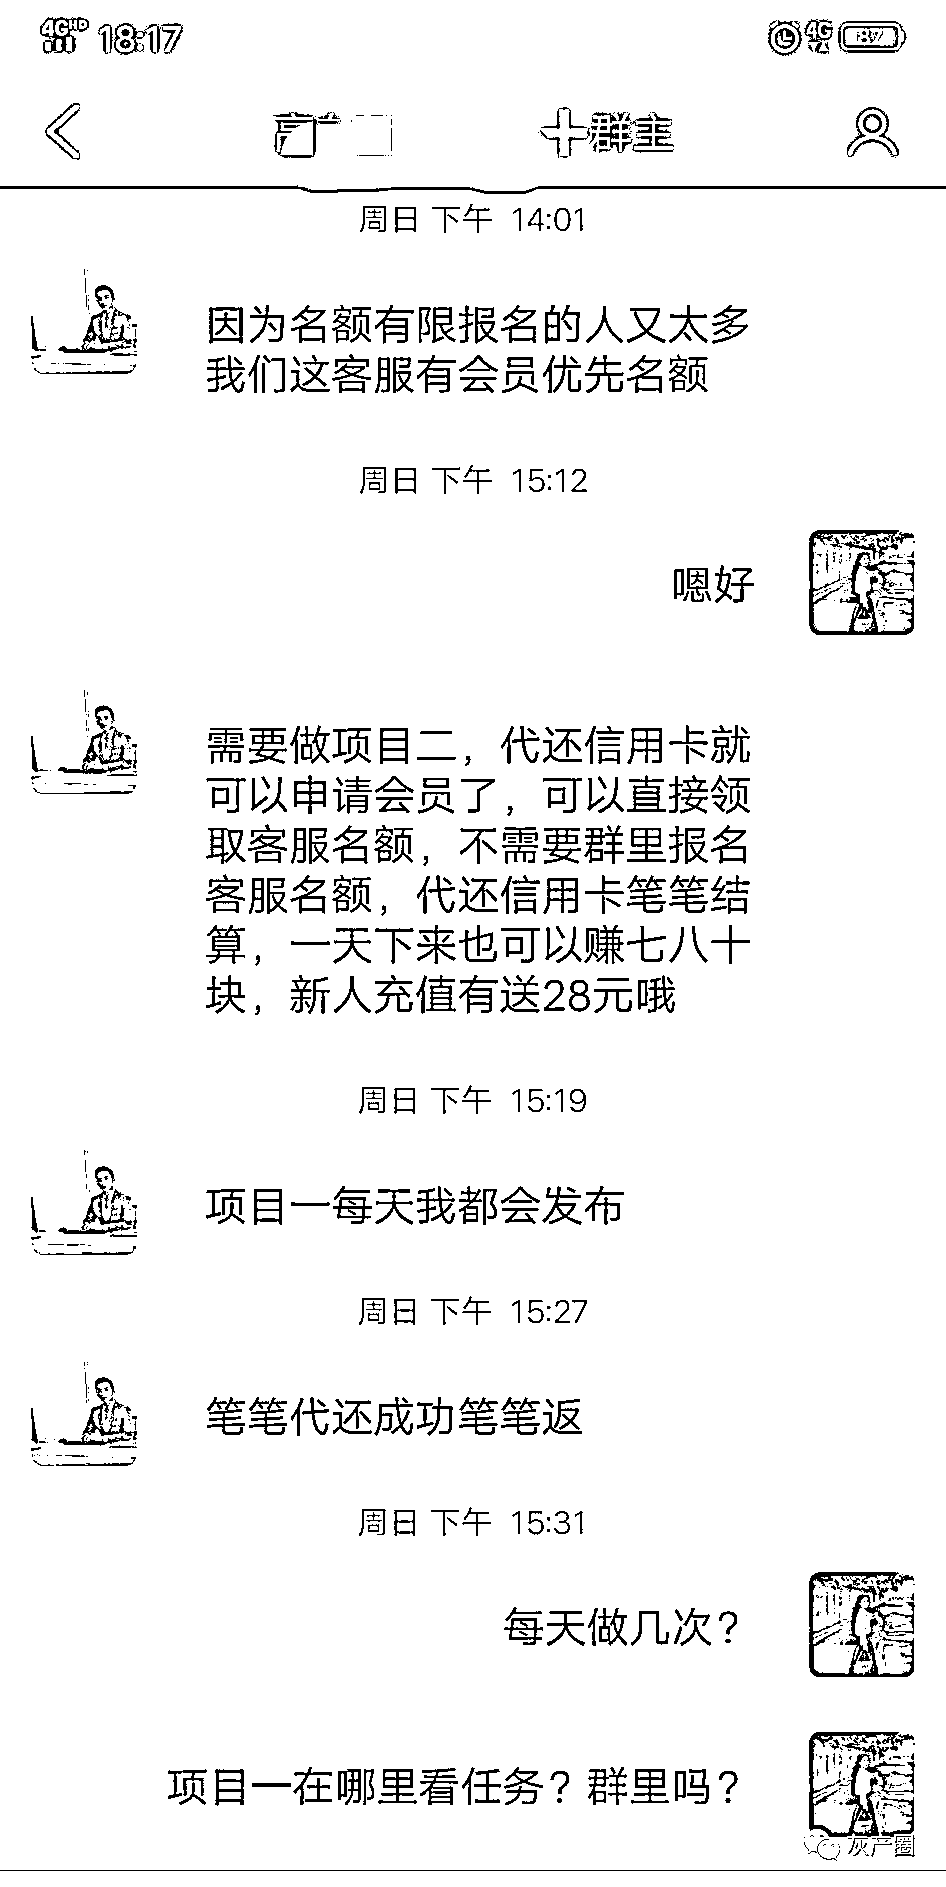 4G HD 18:17 4G 87
群主
周日 下午 14:01
因为名额有限报名的人又太多
我们这客服有会员优先名额
周日 下午 15:12
嗯好
需要做项目二，代还信用卡就
可以申请会员了，可以直接领
取客服名额，不需要群里报名
客服名额，代还信用卡笔笔结
算，一天下来也可以赚七八十
块，新人充值有送28元哦
周日 下午 15:19
项目一每天我都会发布
周日 下午 15:27
笔笔代还成功笔笔返
周日 下午 15:31
每天做几次？
项目一在哪里看任务？群里吗？
灰产圈